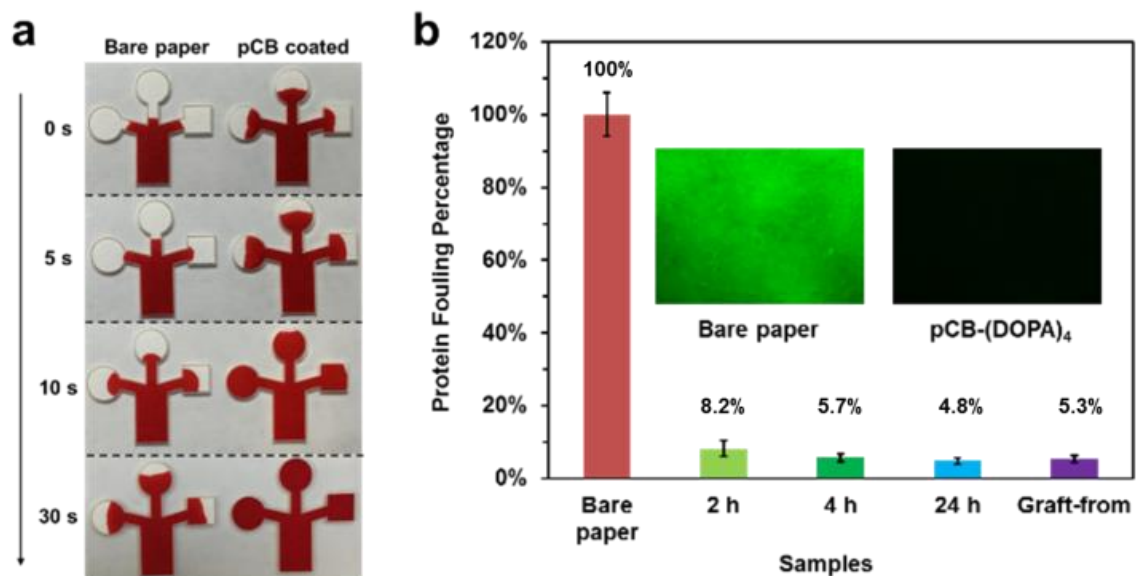 a
Bare paper
pCB coated
0 s
5 s
10 s
30 s
b
Protein Fouling Percentage
120%
100%
80%
60%
40%
20%
0%
100%
8.2%
5.7%
4.8%
5.3%
Bare paper
pCB-(DOPA)₄
Bare
paper
2 h
4 h
24 h
Graft-from
Samples